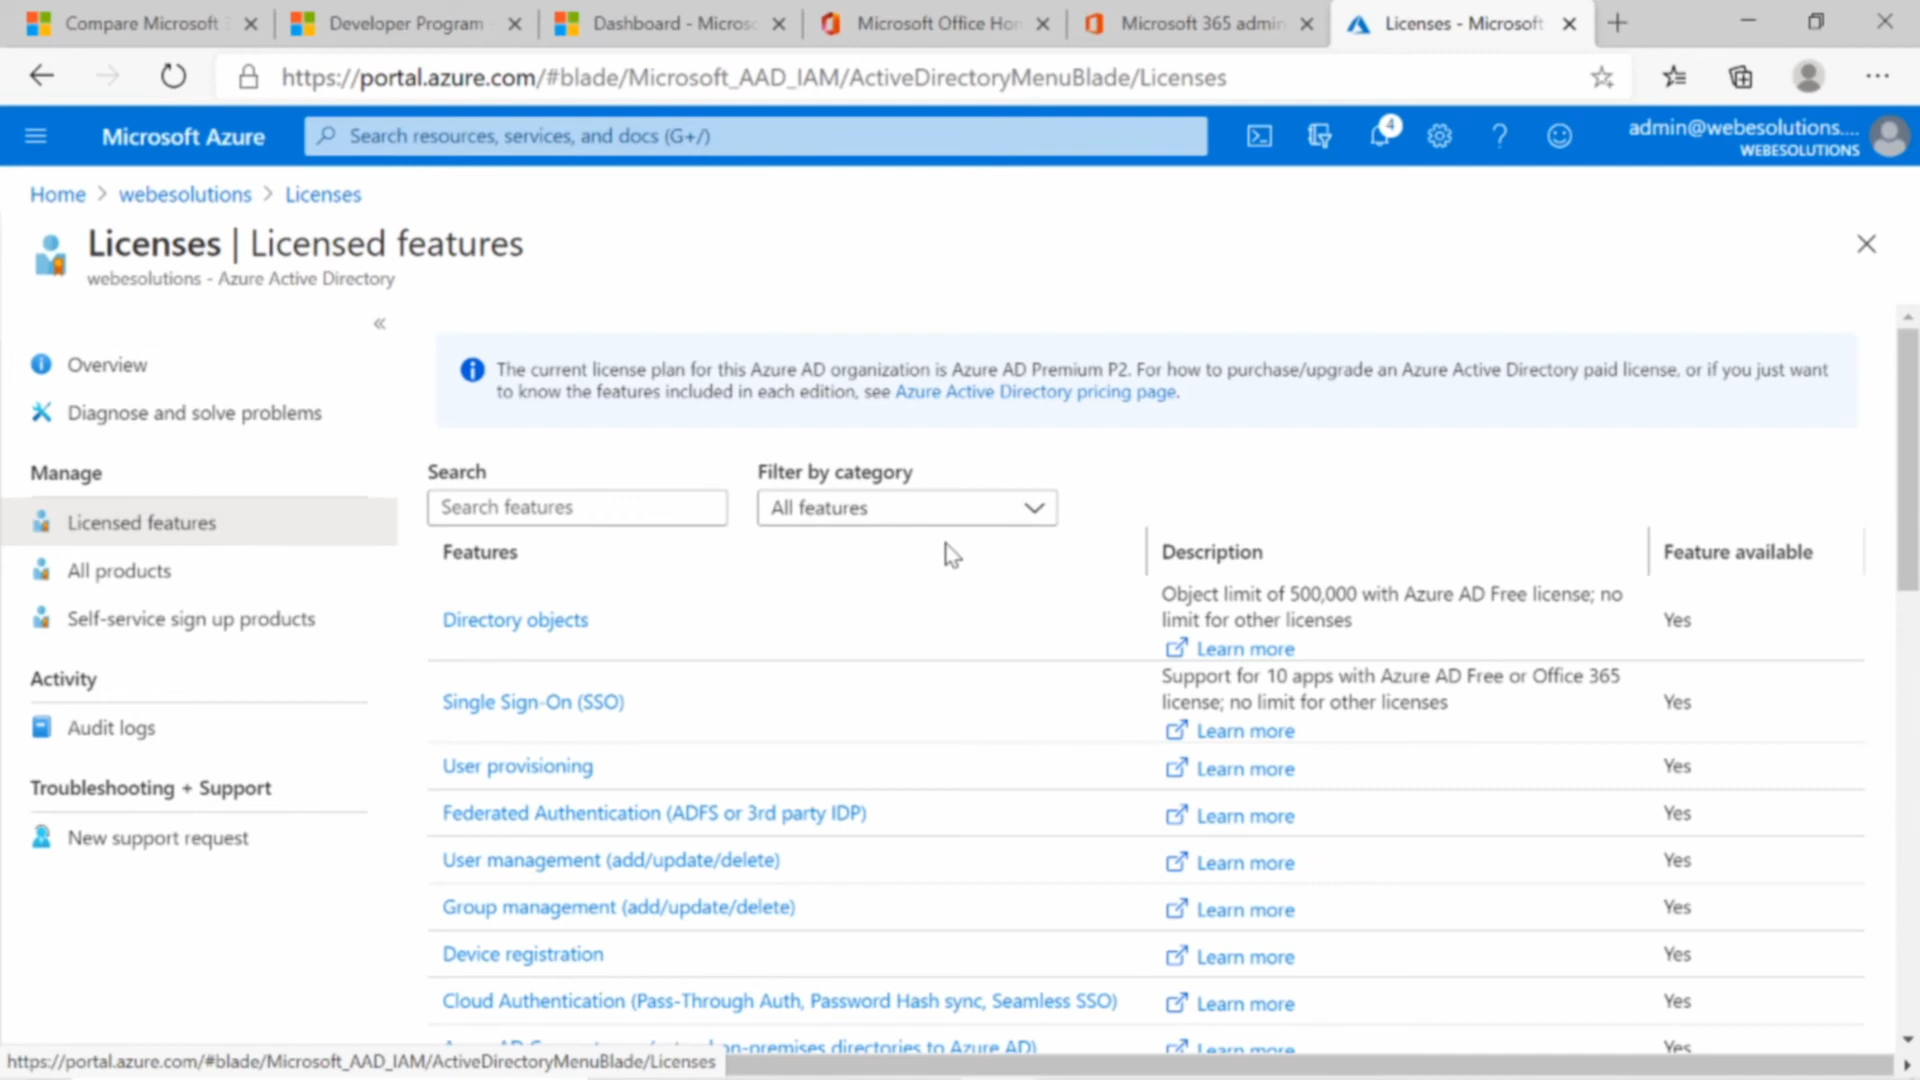 Compare Microsoft
Developer Program -
Dashboard - Micros
Microsoft Office Ho
Microsoft 365 admin
Licenses - Microsoft
https://portal.azure.com/#blade/Microsoft_AAD_IAM/ActiveDirectoryMenuBlade/Licenses
Microsoft Azure
Search resources, services, and docs (G+/)
4
admin@webesolutions....
WEBESOLUTIONS
Home > webesolutions > Licenses
Licenses | Licensed features
webesolutions - Azure Active Directory
«
Overview
Diagnose and solve problems
Manage
Licensed features
All products
Self-service sign up products
Activity
Audit logs
Troubleshooting + Support
New support request
The current license plan for this Azure AD organization is Azure AD Premium P2. For how to purchase/upgrade an Azure Active Directory paid license, or if you just want
to know the features included in each edition, see Azure Active Directory pricing page.
Search
Filter by category
Search features
All features
Features
Description
Feature available
Directory objects
Object limit of 500,000 with Azure AD Free license; no
limit for other licenses
Learn more
Yes
Single Sign-On (SSO)
Support for 10 apps with Azure AD Free or Office 365
license; no limit for other licenses
Learn more
Yes
User provisioning
Learn more
Yes
Federated Authentication (ADFS or 3rd party IDP)
Learn more
Yes
User management (add/update/delete)
Learn more
Yes
Group management (add/update/delete)
Learn more
Yes
Device registration
Learn more
Yes
Cloud Authentication (Pass-Through Auth, Password Hash sync, Seamless SSO)
Learn more
Yes
on-premises directories to Azure AD)
Learn more
Yes
https://portal.azure.com/#blade/Microsoft_AAD_IAM/ActiveDirectoryMenuBlade/Licenses